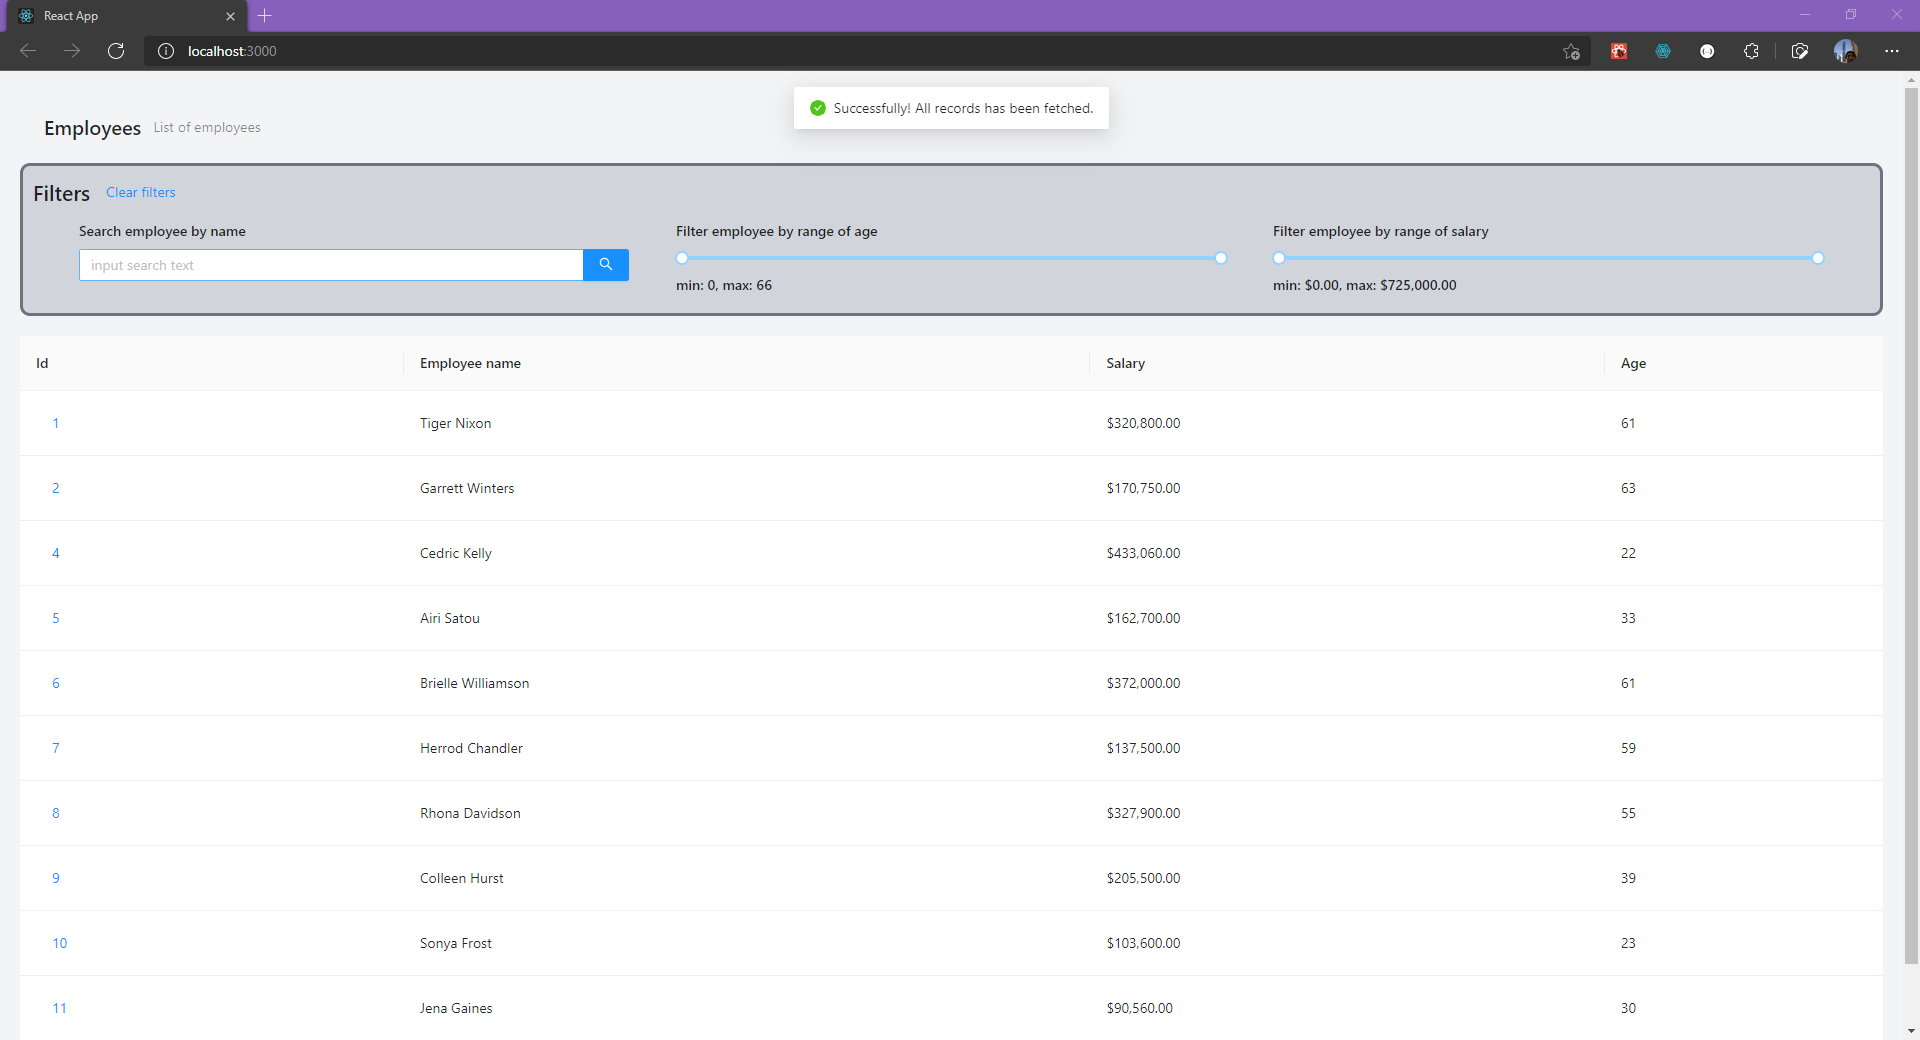 React App
localhost:3000
Successfully! All records has been fetched.
Employees List of employees
Filters Clear filters
Search employee by name Filter employee by range of age Filter employee by range of salary
input search text
min: 0, max: 66 min: $0.00, max: $725,000.00
Id Employee name Salary Age
1 Tiger Nixon $320,800.00 61
2 Garrett Winters $170,750.00 63
4 Cedric Kelly $433,060.00 22
5 Airi Satou $162,700.00 33
6 Brielle Williamson $372,000.00 61
7 Herrod Chandler $137,500.00 59
8 Rhona Davidson $327,900.00 55
9 Colleen Hurst $205,500.00 39
10 Sonya Frost $103,600.00 23
11 Jena Gaines $90,560.00 30